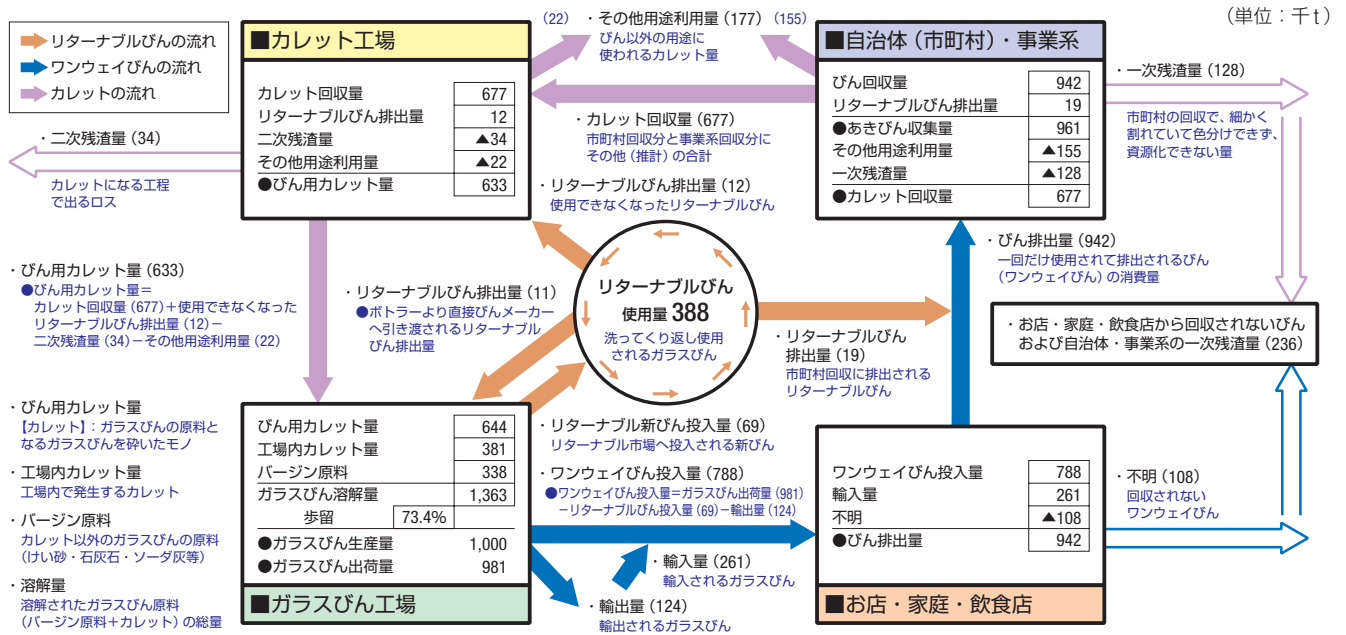 (単位：千t)
リターナブルびんの流れ
ワンウェイびんの流れ
カレットの流れ
■カレット工場
カレット回収量 677
リターナブルびん排出量 12
二次残渣量 ▲34
その他用途利用量 ▲22
●びん用カレット量 633
(22) ・その他用途利用量 (177) (155)
びん以外の用途に
使われるカレット量
■自治体（市町村）・事業系
びん回収量 942
リターナブルびん排出量 19
●あきびん収集量 961
その他用途利用量 ▲155
一次残渣量 ▲128
●カレット回収量 677
・一次残渣量 (128)
市町村の回収で、細かく
割れていて色分けできず、
資源化できない量
・二次残渣量 (34)
カレットになる工程
で出るロス
・カレット回収量 (677)
市町村回収分と事業系回収分に
その他（推計）の合計
・リターナブルびん排出量 (12)
使用できなくなったリターナブルびん
・びん用カレット量 (633)
●びん用カレット量＝
カレット回収量 (677)＋使用できなくなった
リターナブルびん排出量 (12)－
二次残渣量 (34)－その他用途利用量 (22)
・リターナブルびん排出量 (11)
●ボトラーより直接びんメーカー
へ引き渡されるリターナブル
びん排出量
リターナブルびん
使用量 388
洗ってくり返し使用
されるガラスびん
・びん排出量 (942)
一回だけ使用されて排出されるびん
(ワンウェイびん) の消費量
・リターナブルびん
排出量 (19)
市町村回収に排出される
リターナブルびん
・お店・家庭・飲食店から回収されないびん
および自治体・事業系の一次残渣量 (236)
・びん用カレット量
【カレット】：ガラスびんの原料と
なるガラスびんを砕いたモノ
・工場内カレット量
工場内で発生するカレット
・バージン原料
カレット以外のガラスびんの原料
(けい砂・石灰石・ソーダ灰等)
・溶解量
溶解されたガラスびん原料
(バージン原料＋カレット) の総量
びん用カレット量 644
工場内カレット量 381
バージン原料 338
ガラスびん溶解量 1,363
歩留 73.4%
●ガラスびん生産量 1,000
●ガラスびん出荷量 981
■ガラスびん工場
・リターナブル新びん投入量 (69)
リターナブル市場へ投入される新びん
・ワンウェイびん投入量 (788)
●ワンウェイびん投入量＝ガラスびん出荷量 (981)
－リターナブルびん投入量 (69)－輸出量 (124)
・輸入量 (261)
輸入されるガラスびん
・輸出量 (124)
輸出されるガラスびん
ワンウェイびん投入量 788
輸入量 261
不明 ▲108
●びん排出量 942
■お店・家庭・飲食店
・不明 (108)
回収されない
ワンウェイびん